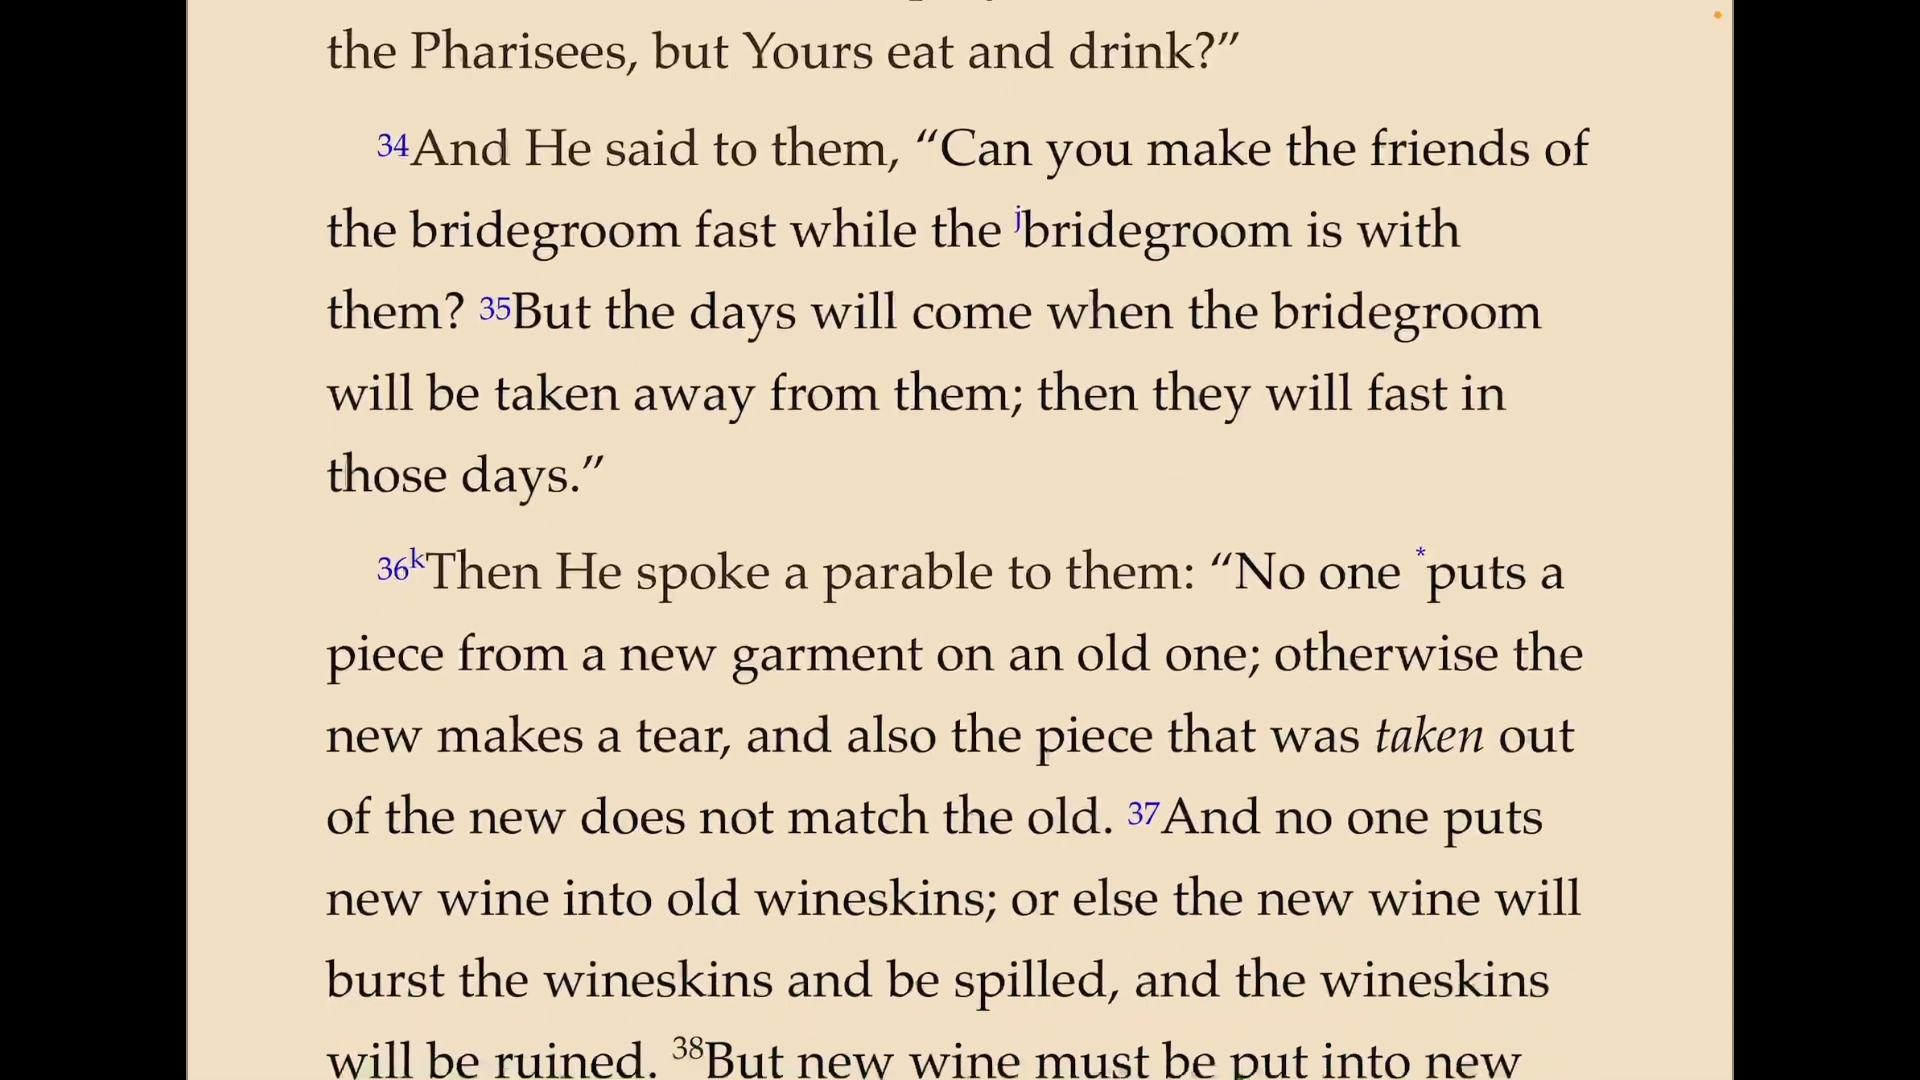 the Pharisees, but Yours eat and drink?”
34And He said to them, “Can you make the friends of
the bridegroom fast while the jbridegroom is with
them? 35But the days will come when the bridegroom
will be taken away from them; then they will fast in
those days.”
36kThen He spoke a parable to them: “No one *puts a
piece from a new garment on an old one; otherwise the
new makes a tear, and also the piece that was taken out
of the new does not match the old. 37And no one puts
new wine into old wineskins; or else the new wine will
burst the wineskins and be spilled, and the wineskins
will be ruined. 38But new wine must be put into new